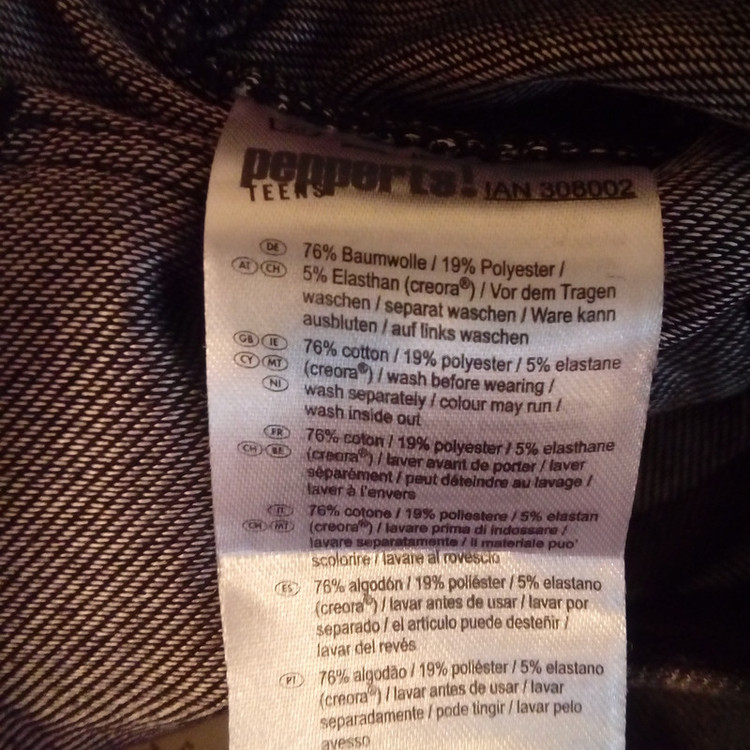 pepperts!
TEENS
IAN 308002
DE 76% Baumwolle / 19% Polyester /
AT CH 5% Elasthan (creora®) / Vor dem Tragen
waschen / separat waschen / Ware kann
ausbluten / auf links waschen
GB IE 76% cotton / 19% polyester / 5% elastane
CY MT (creora®) / wash before wearing /
NI wash separately / colour may run /
wash inside out
FR 76% coton / 19% polyester / 5% elasthane
CH BE (creora®) / laver avant de porter / laver
séparément / peut déteindre au lavage /
laver à l'envers
IT 76% cotone / 19% poliestere / 5% elastan
CH MT (creora®) / lavare prima di indossare /
lavare separatamente / il materiale puo'
scolorire / lavare al rovescio
ES 76% algodón / 19% poliéster / 5% elastano
(creora®) / lavar antes de usar / lavar por
separado / el artículo puede desteñir /
lavar del revés
PT 76% algodão / 19% poliéster / 5% elastano
(creora®) / lavar antes de usar / lavar
separadamente / pode tingir / lavar pelo
avesso